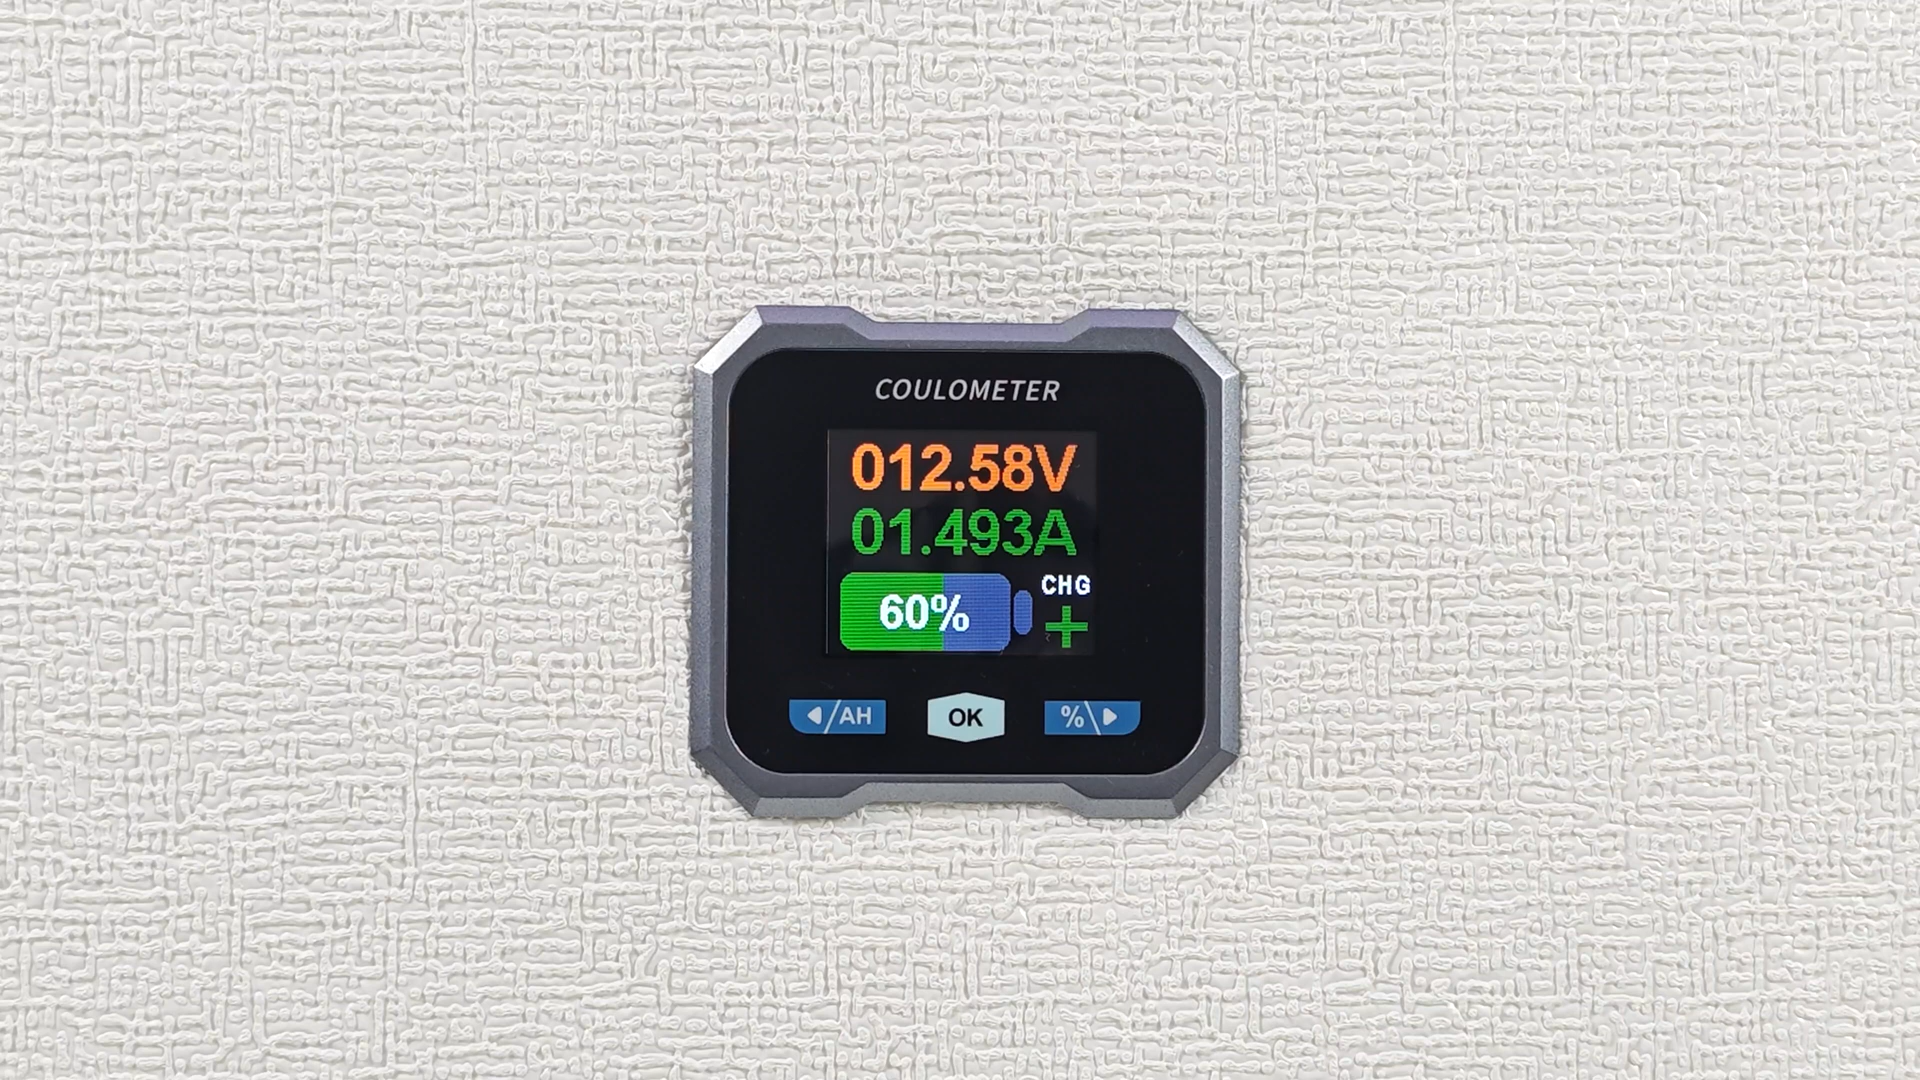 COULOMETER
012.58V
01.493A
60% CHG
+
◀/AH OK %\▶